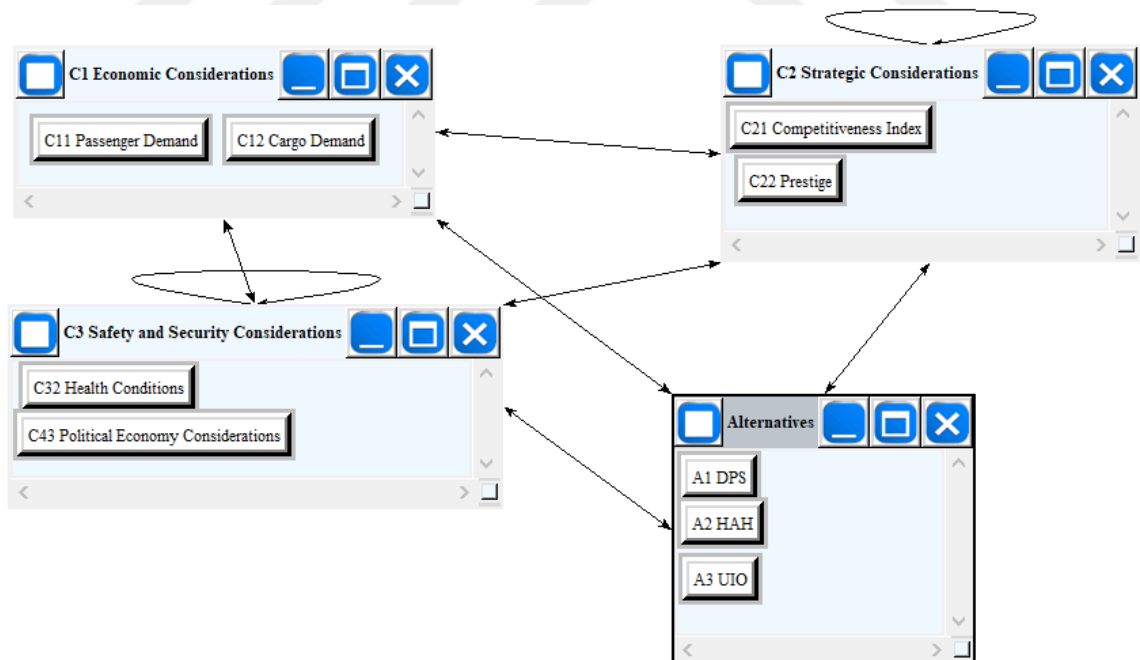 C1 Economic Considerations
C11 Passenger Demand
C12 Cargo Demand
C2 Strategic Considerations
C21 Competitiveness Index
C22 Prestige
C3 Safety and Security Considerations
C32 Health Conditions
C43 Political Economy Considerations
Alternatives
A1 DPS
A2 HAH
A3 UIO